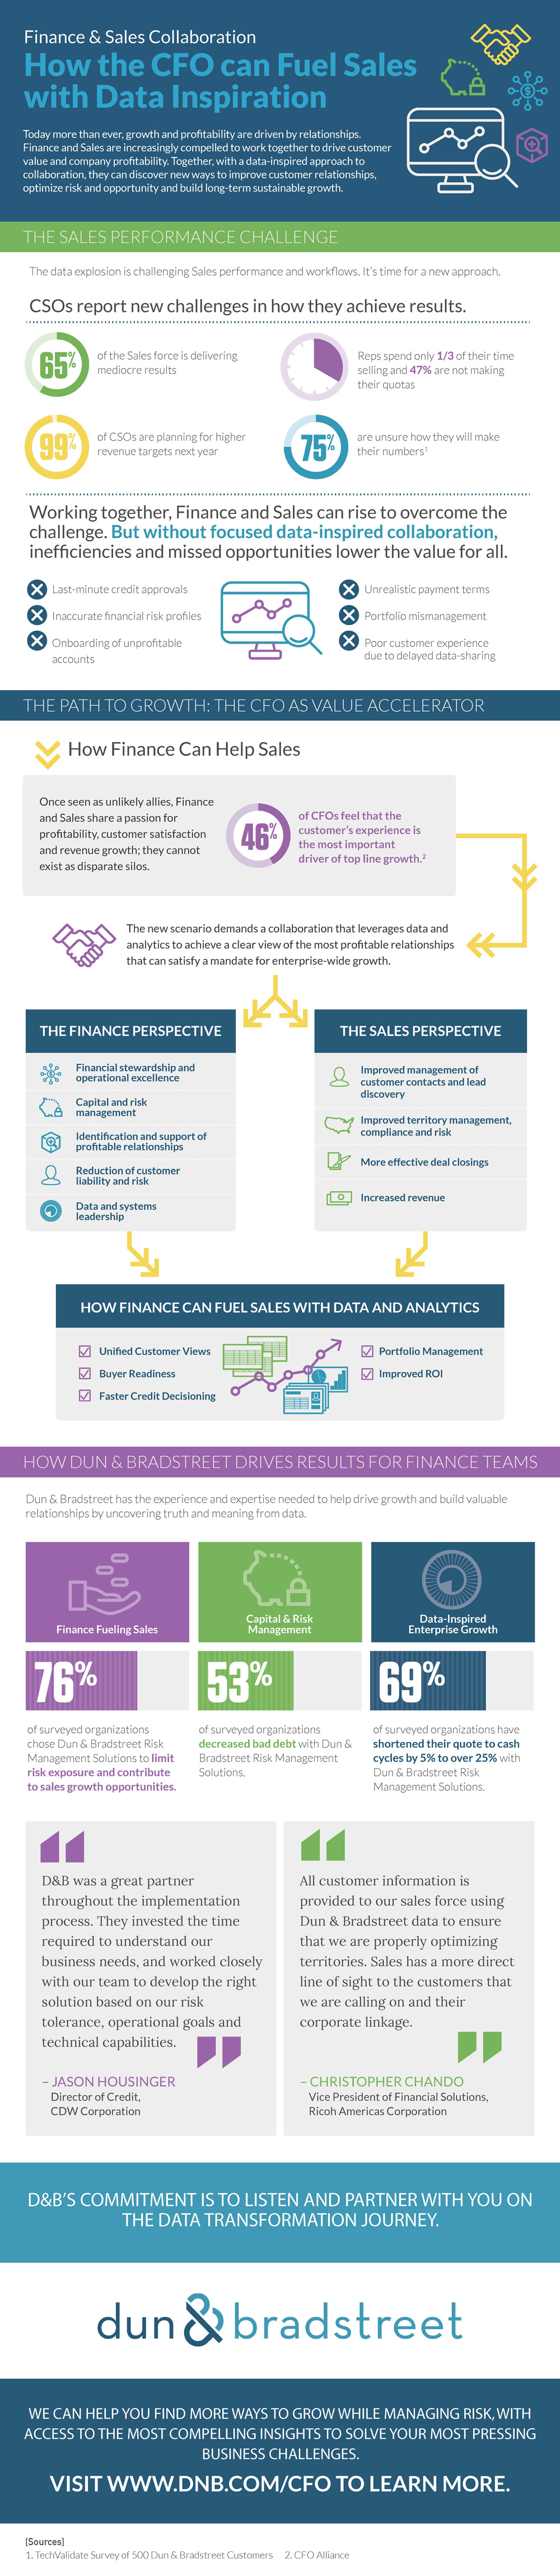 Finance & Sales Collaboration
How the CFO can Fuel Sales
with Data Inspiration
Today more than ever, growth and profitability are driven by relationships.
Finance and Sales are increasingly compelled to work together to drive customer
value and company profitability. Together, with a data-inspired approach to
collaboration, they can discover new ways to improve customer relationships,
optimize risk and opportunity and build long-term sustainable growth.
THE SALES PERFORMANCE CHALLENGE
The data explosion is challenging Sales performance and workflows. It's time for a new approach.
CSOs report new challenges in how they achieve results.
65%
of the Sales force is delivering
mediocre results
Reps spend only 1/3 of their time
selling and 47% are not making
their quotas
99%
of CSOs are planning for higher
revenue targets next year
75%
are unsure how they will make
their numbers1
Working together, Finance and Sales can rise to overcome the
challenge. But without focused data-inspired collaboration,
inefficiencies and missed opportunities lower the value for all.
Last-minute credit approvals
Inaccurate financial risk profiles
Onboarding of unprofitable
accounts
Unrealistic payment terms
Portfolio mismanagement
Poor customer experience
due to delayed data-sharing
THE PATH TO GROWTH: THE CFO AS VALUE ACCELERATOR
How Finance Can Help Sales
Once seen as unlikely allies, Finance
and Sales share a passion for
profitability, customer satisfaction
and revenue growth; they cannot
exist as disparate silos.
46%
of CFOs feel that the
customer's experience is
the most important
driver of top line growth.2
The new scenario demands a collaboration that leverages data and
analytics to achieve a clear view of the most profitable relationships
that can satisfy a mandate for enterprise-wide growth.
THE FINANCE PERSPECTIVE
Financial stewardship and
operational excellence
Capital and risk
management
Identification and support of
profitable relationships
Reduction of customer
liability and risk
Data and systems
leadership
THE SALES PERSPECTIVE
Improved management of
customer contacts and lead
discovery
Improved territory management,
compliance and risk
More effective deal closings
Increased revenue
HOW FINANCE CAN FUEL SALES WITH DATA AND ANALYTICS
Unified Customer Views
Buyer Readiness
Faster Credit Decisioning
Portfolio Management
Improved ROI
HOW DUN & BRADSTREET DRIVES RESULTS FOR FINANCE TEAMS
Dun & Bradstreet has the experience and expertise needed to help drive growth and build valuable
relationships by uncovering truth and meaning from data.
Finance Fueling Sales
76%
of surveyed organizations
chose Dun & Bradstreet Risk
Management Solutions to limit
risk exposure and contribute
to sales growth opportunities.
Capital & Risk
Management
53%
of surveyed organizations
decreased bad debt with Dun &
Bradstreet Risk Management
Solutions.
Data-Inspired
Enterprise Growth
69%
of surveyed organizations have
shortened their quote to cash
cycles by 5% to over 25% with
Dun & Bradstreet Risk
Management Solutions.
D&B was a great partner
throughout the implementation
process. They invested the time
required to understand our
business needs, and worked closely
with our team to develop the right
solution based on our risk
tolerance, operational goals and
technical capabilities.
– JASON HOUSINGER
Director of Credit,
CDW Corporation
All customer information is
provided to our sales force using
Dun & Bradstreet data to ensure
that we are properly optimizing
territories. Sales has a more direct
line of sight to the customers that
we are calling on and their
corporate linkage.
– CHRISTOPHER CHANDO
Vice President of Financial Solutions,
Ricoh Americas Corporation
D&B'S COMMITMENT IS TO LISTEN AND PARTNER WITH YOU ON
THE DATA TRANSFORMATION JOURNEY.
dun & bradstreet
WE CAN HELP YOU FIND MORE WAYS TO GROW WHILE MANAGING RISK, WITH
ACCESS TO THE MOST COMPELLING INSIGHTS TO SOLVE YOUR MOST PRESSING
BUSINESS CHALLENGES.
VISIT WWW.DNB.COM/CFO TO LEARN MORE.
[Sources]
1. TechValidate Survey of 500 Dun & Bradstreet Customers 2. CFO Alliance